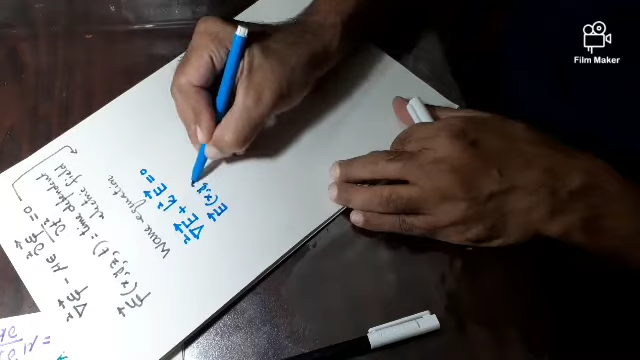 ∇²E⃗ − με ∂²E⃗/∂t² = 0
E⃗(x,y,z,t) = time dependent
electric field
Wave equation
∇²E⃗ + k²E⃗ = 0
E⃗(x,y,
Film Maker